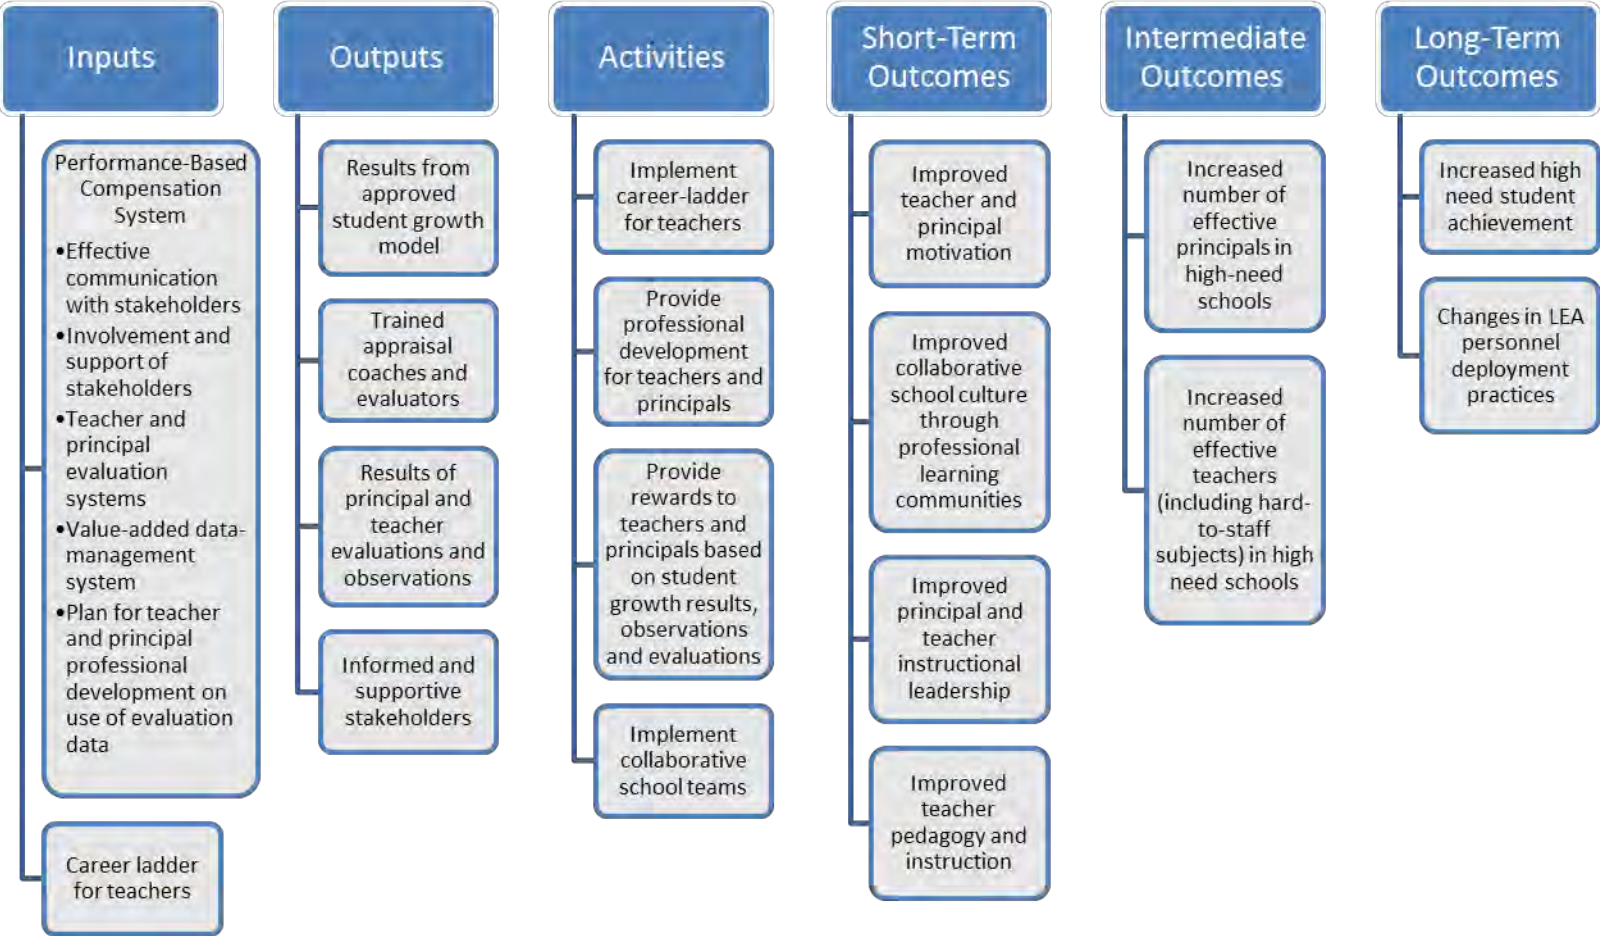 Inputs
Performance-Based
Compensation
System
•Effective
communication
with stakeholders
•Involvement and
support of
stakeholders
•Teacher and
principal
evaluation
systems
•Value-added data-
management
system
•Plan for teacher
and principal
professional
development on
use of evaluation
data
Career ladder
for teachers
Outputs
Results from
approved
student growth
model
Trained
appraisal
coaches and
evaluators
Results of
principal and
teacher
evaluations and
observations
Informed and
supportive
stakeholders
Activities
Implement
career-ladder
for teachers
Provide
professional
development
for teachers and
principals
Provide
rewards to
teachers and
principals based
on student
growth results,
observations
and evaluations
Implement
collaborative
school teams
Short-Term
Outcomes
Improved
teacher and
principal
motivation
Improved
collaborative
school culture
through
professional
learning
communities
Improved
principal and
teacher
instructional
leadership
Improved
teacher
pedagogy and
instruction
Intermediate
Outcomes
Increased
number of
effective
principals in
high-need
schools
Increased
number of
effective
teachers
(including hard-
to-staff
subjects) in high
need schools
Long-Term
Outcomes
Increased high
need student
achievement
Changes in LEA
personnel
deployment
practices